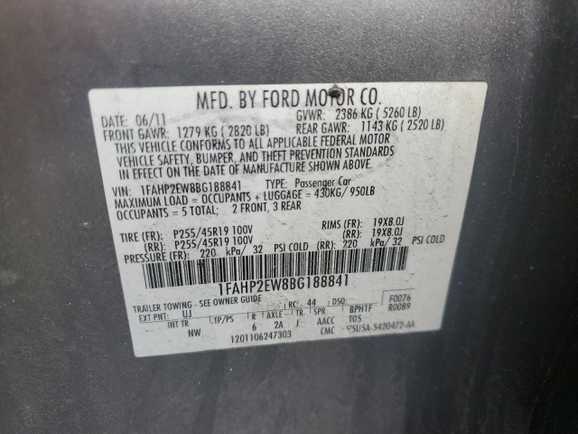 MFD. BY FORD MOTOR CO.
DATE: 06/11 GVWR: 2386 KG ( 5260 LB)
FRONT GAWR: 1279 KG ( 2820 LB) REAR GAWR: 1143 KG ( 2520 LB)
THIS VEHICLE CONFORMS TO ALL APPLICABLE FEDERAL MOTOR
VEHICLE SAFETY, BUMPER, AND THEFT PREVENTION STANDARDS
IN EFFECT ON THE DATE OF MANUFACTURE SHOWN ABOVE.
VIN: 1FAHP2EW8BG188841 TYPE: Passenger Car
MAXIMUM LOAD = OCCUPANTS + LUGGAGE = 430KG/ 950LB
OCCUPANTS = 5 TOTAL; 2 FRONT, 3 REAR
TIRE (FR): P255/45R19 100V RIMS (FR): 19X8.0J
(RR): P255/45R19 100V (RR): 19X8.0J
PRESSURE (FR): 220 kPa/ 32 PSI COLD (RR): 220 kPa/ 32 PSI COLD
1FAHP2EW8BG188841
TRAILER TOWING - SEE OWNER GUIDE RC: 44 DSO: F0076
EXT PNT: UJ R0089
INT TR TP/PS R AXLE TR SPR BPHTF
NW 6 2A J AACC TOS
1201106247303